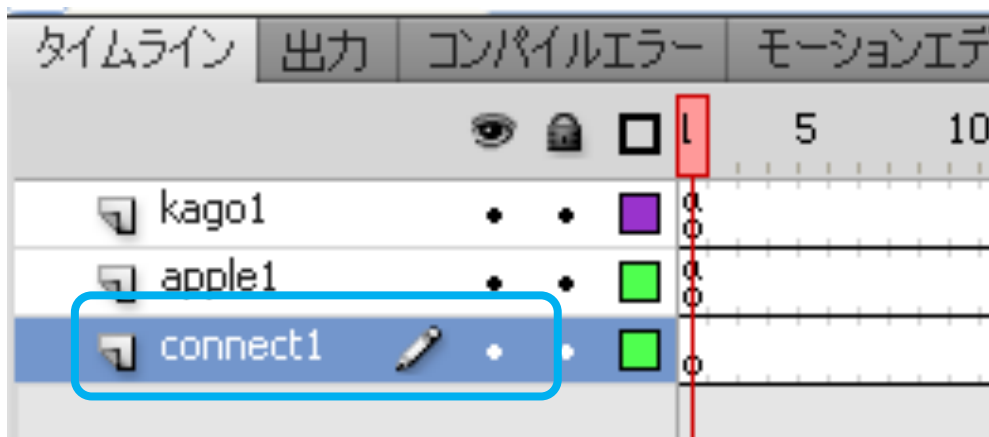 タイムライン 出力 コンパイルエラー モーションエデ
1 5 10
kago1 a
apple1 a
connect1